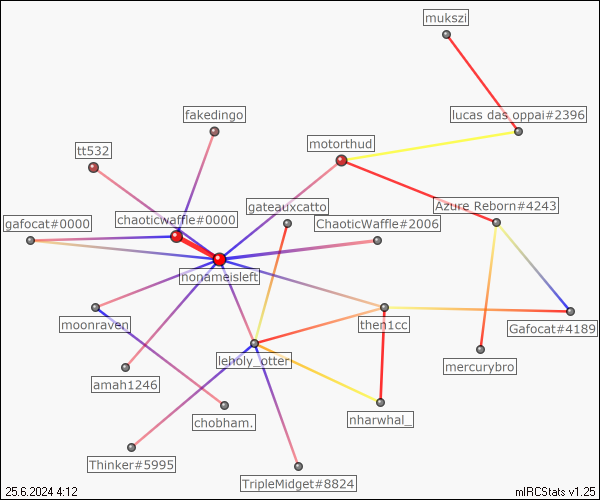 mukszi
lucas das oppai#2396
fakedingo
motorthud
tt532
gateauxcatto
Azure Reborn#4243
gafocat#0000
chaoticwaffle#0000
ChaoticWaffle#2006
nonameisleft
moonraven
then1cc
Gafocat#4189
leholy_otter
mercurybro
amah1246
chobham.
nharwhal_
Thinker#5995
TripleMidget#8824
25.6.2024 4:12
mIRCStats v1.25